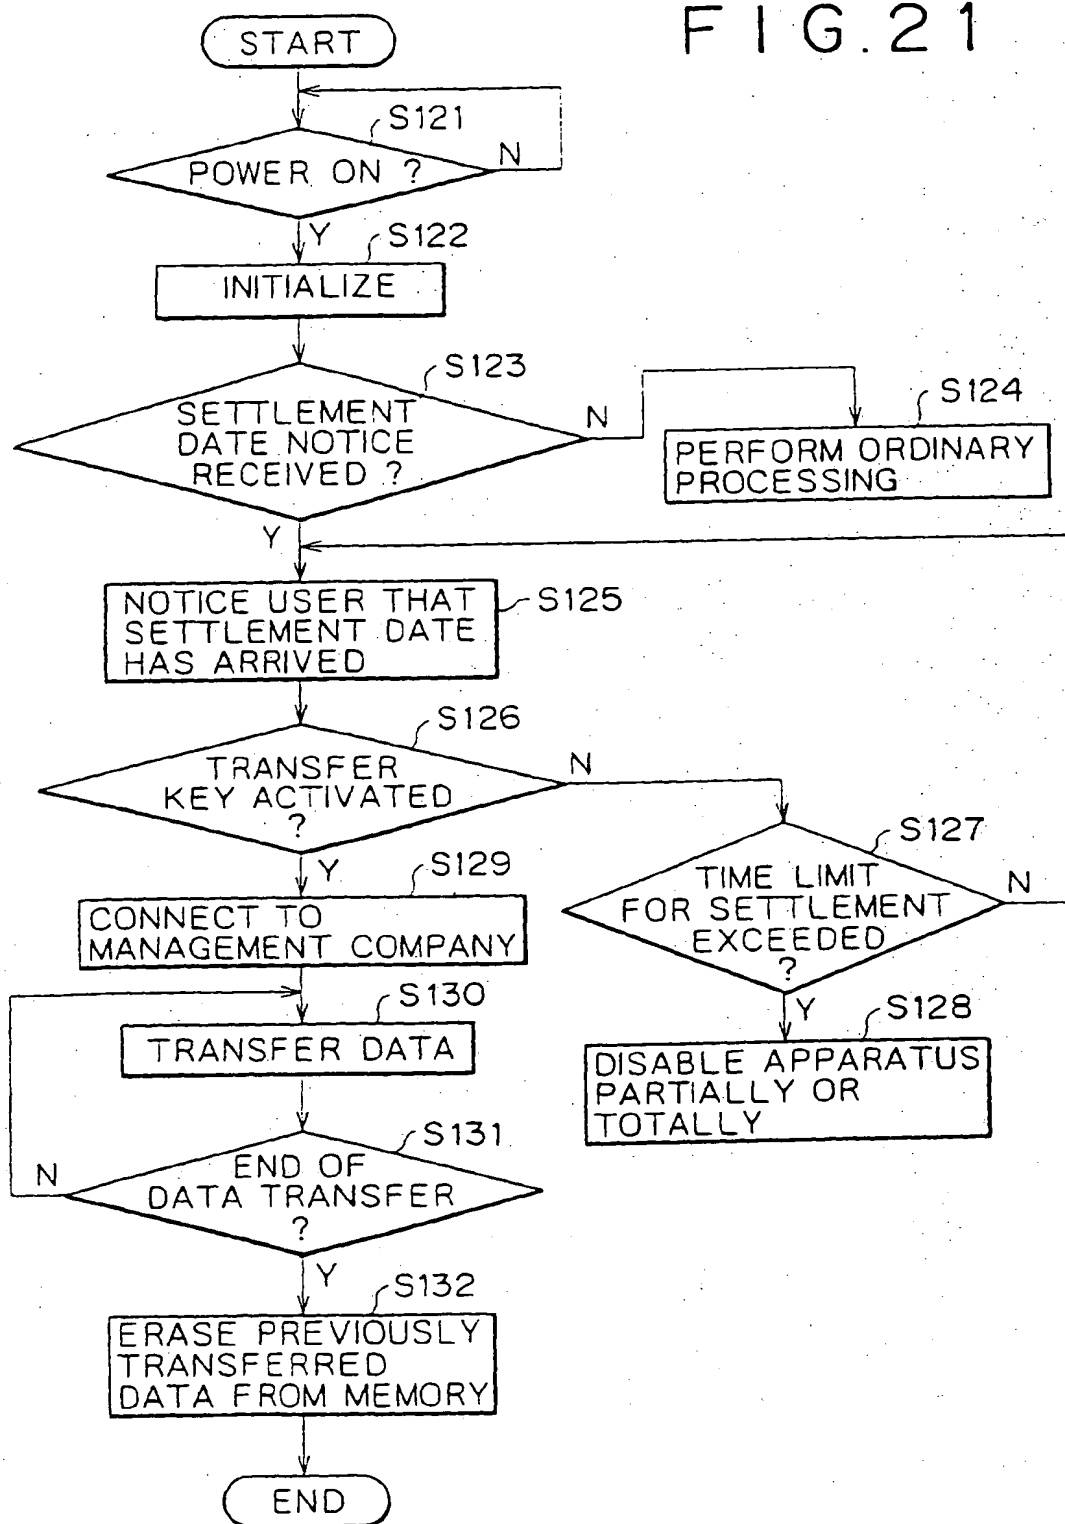 FIG.21
START
S121
POWER ON ?
N
Y
S122
INITIALIZE
S123
SETTLEMENT
DATE NOTICE
RECEIVED ?
N
S124
PERFORM ORDINARY
PROCESSING
Y
NOTICE USER THAT
SETTLEMENT DATE
HAS ARRIVED
S125
S126
TRANSFER
KEY ACTIVATED
?
N
Y
S127
TIME LIMIT
FOR SETTLEMENT
EXCEEDED
?
N
Y
S128
DISABLE APPARATUS
PARTIALLY OR
TOTALLY
S129
CONNECT TO
MANAGEMENT COMPANY
S130
TRANSFER DATA
S131
END OF
DATA TRANSFER
?
N
Y
S132
ERASE PREVIOUSLY
TRANSFERRED
DATA FROM MEMORY
END